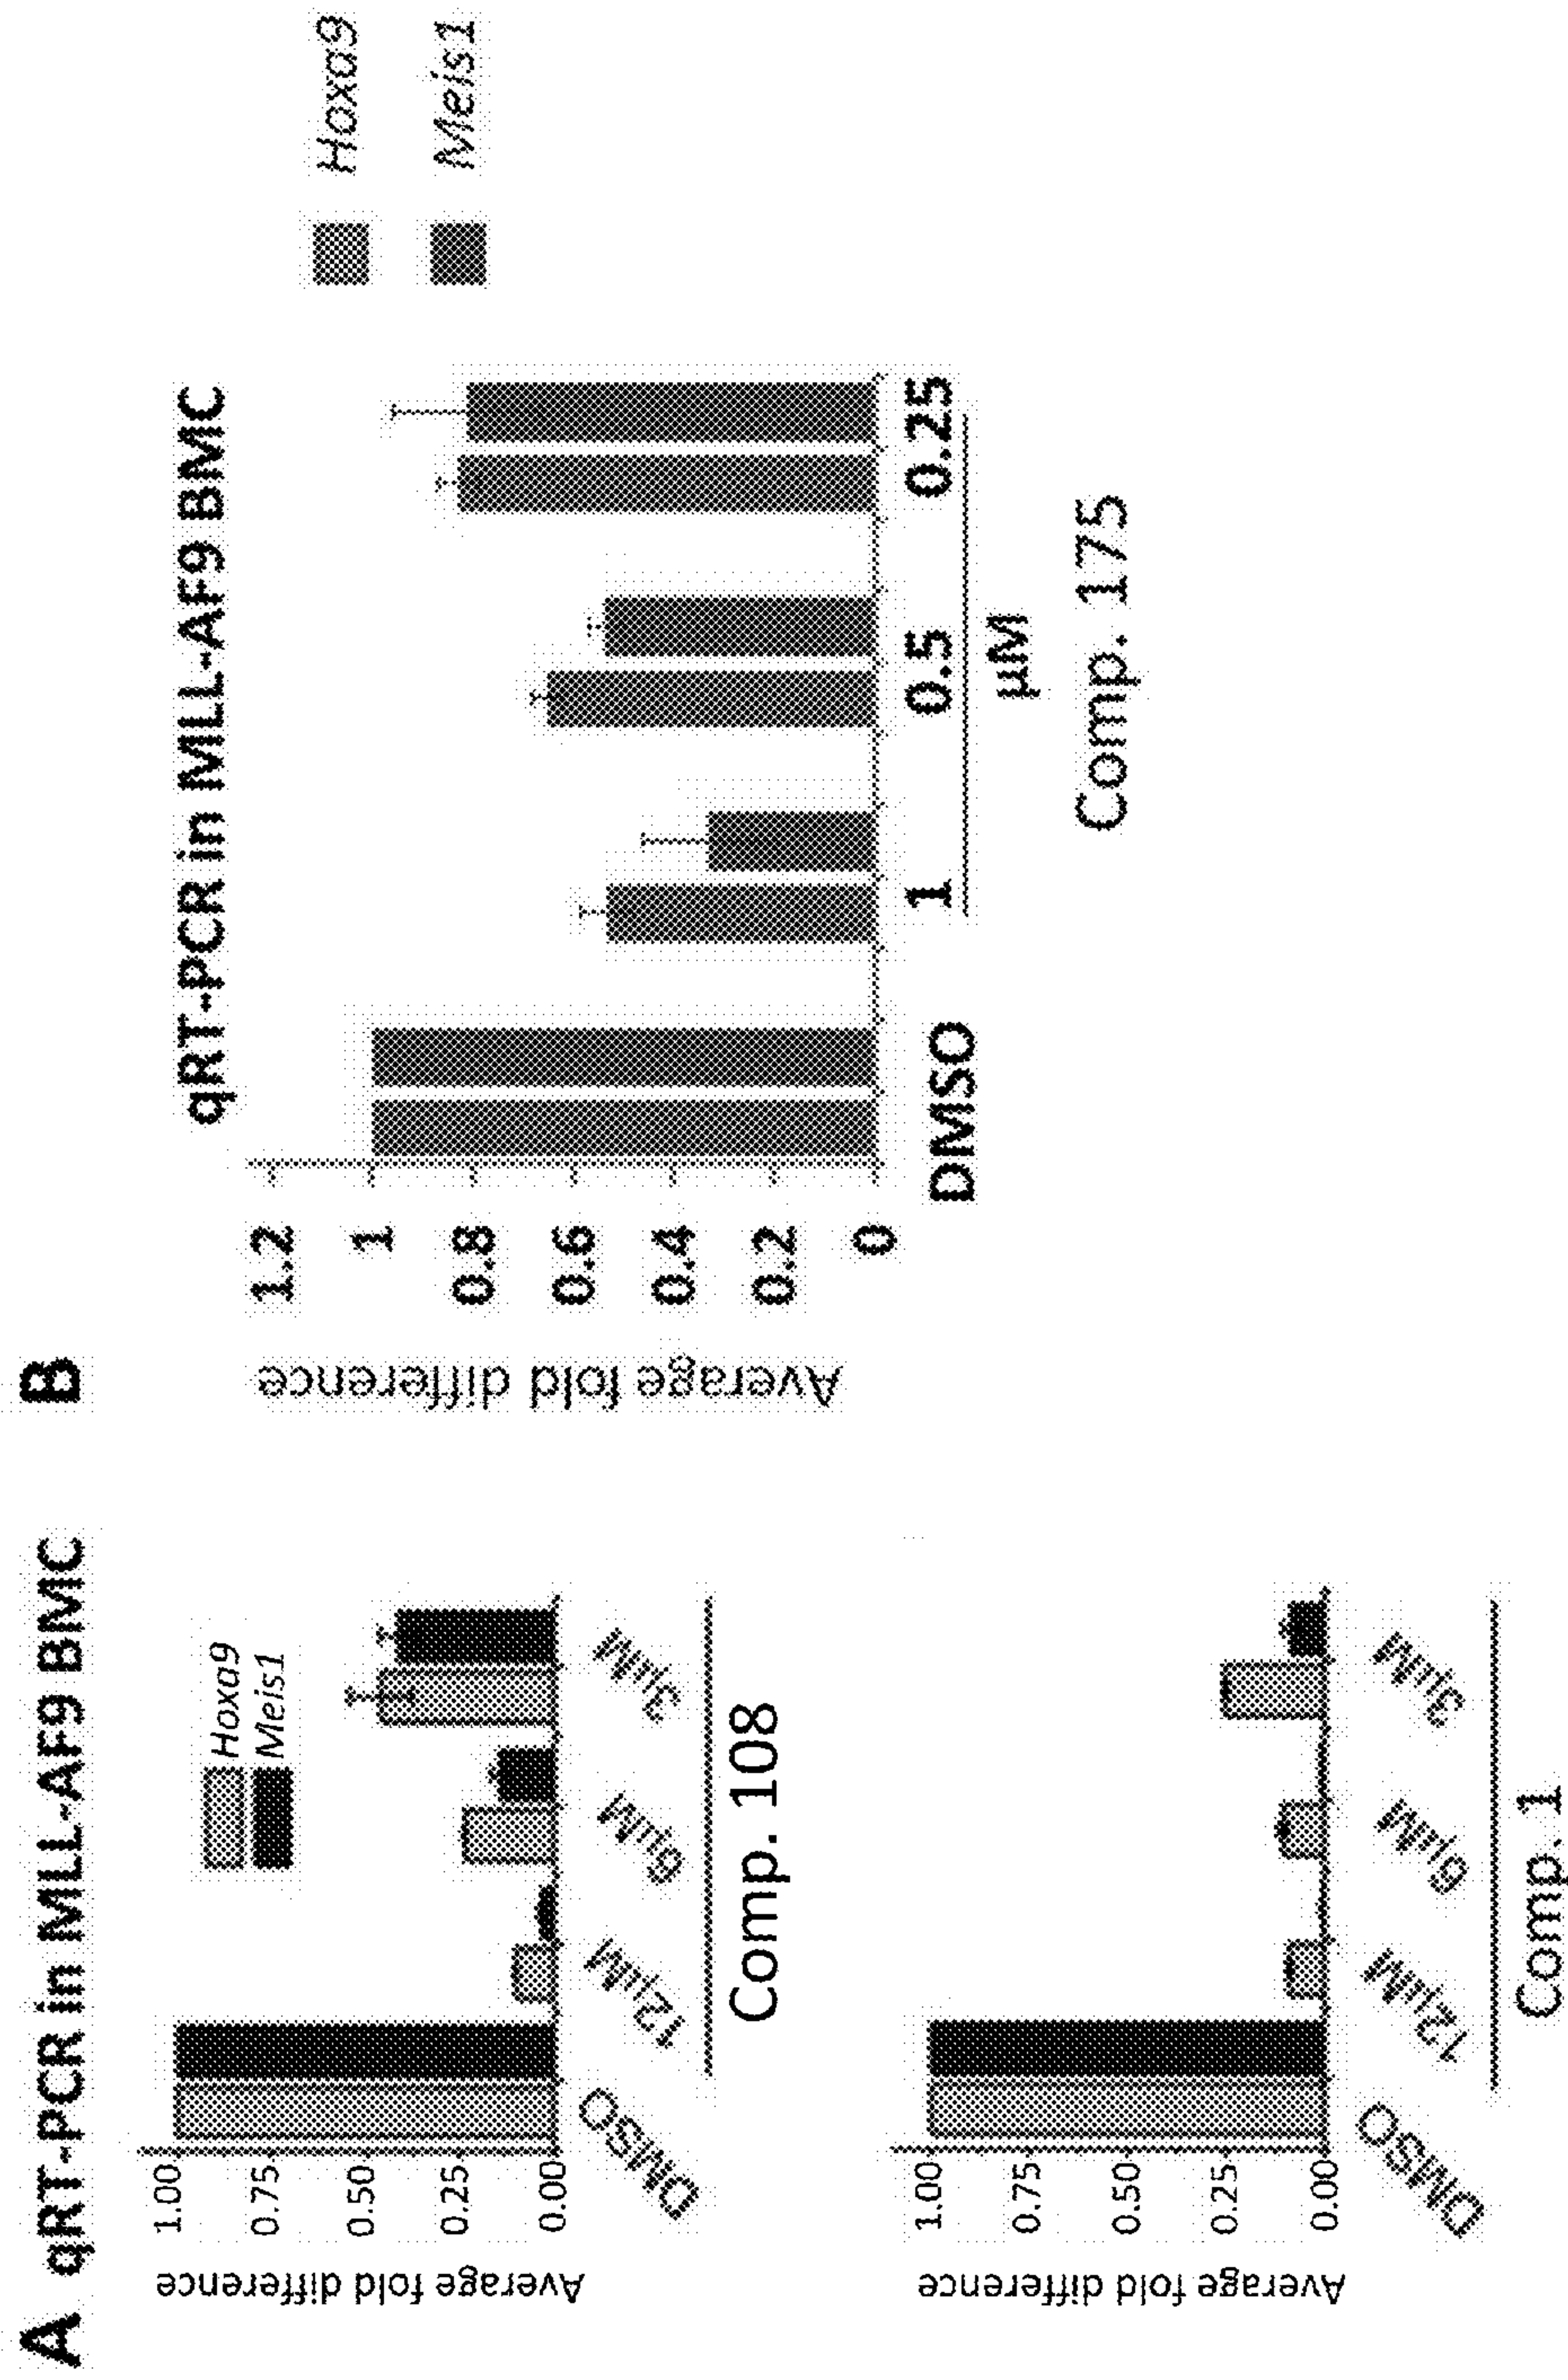 A qRT-PCR in MLL-AF9 BMC
Hoxa9
Meis1
Average fold difference
1.00
0.75
0.50
0.25
0.00
DMSO
12µM
6µM
3µM
Comp. 108
Average fold difference
1.00
0.75
0.50
0.25
0.00
DMSO
12µM
6µM
3µM
Comp. 1
B
qRT-PCR in MLL-AF9 BMC
Hoxa9
Meis1
Average fold difference
1.2
1
0.8
0.6
0.4
0.2
0
DMSO
1
0.5
0.25
µM
Comp. 175